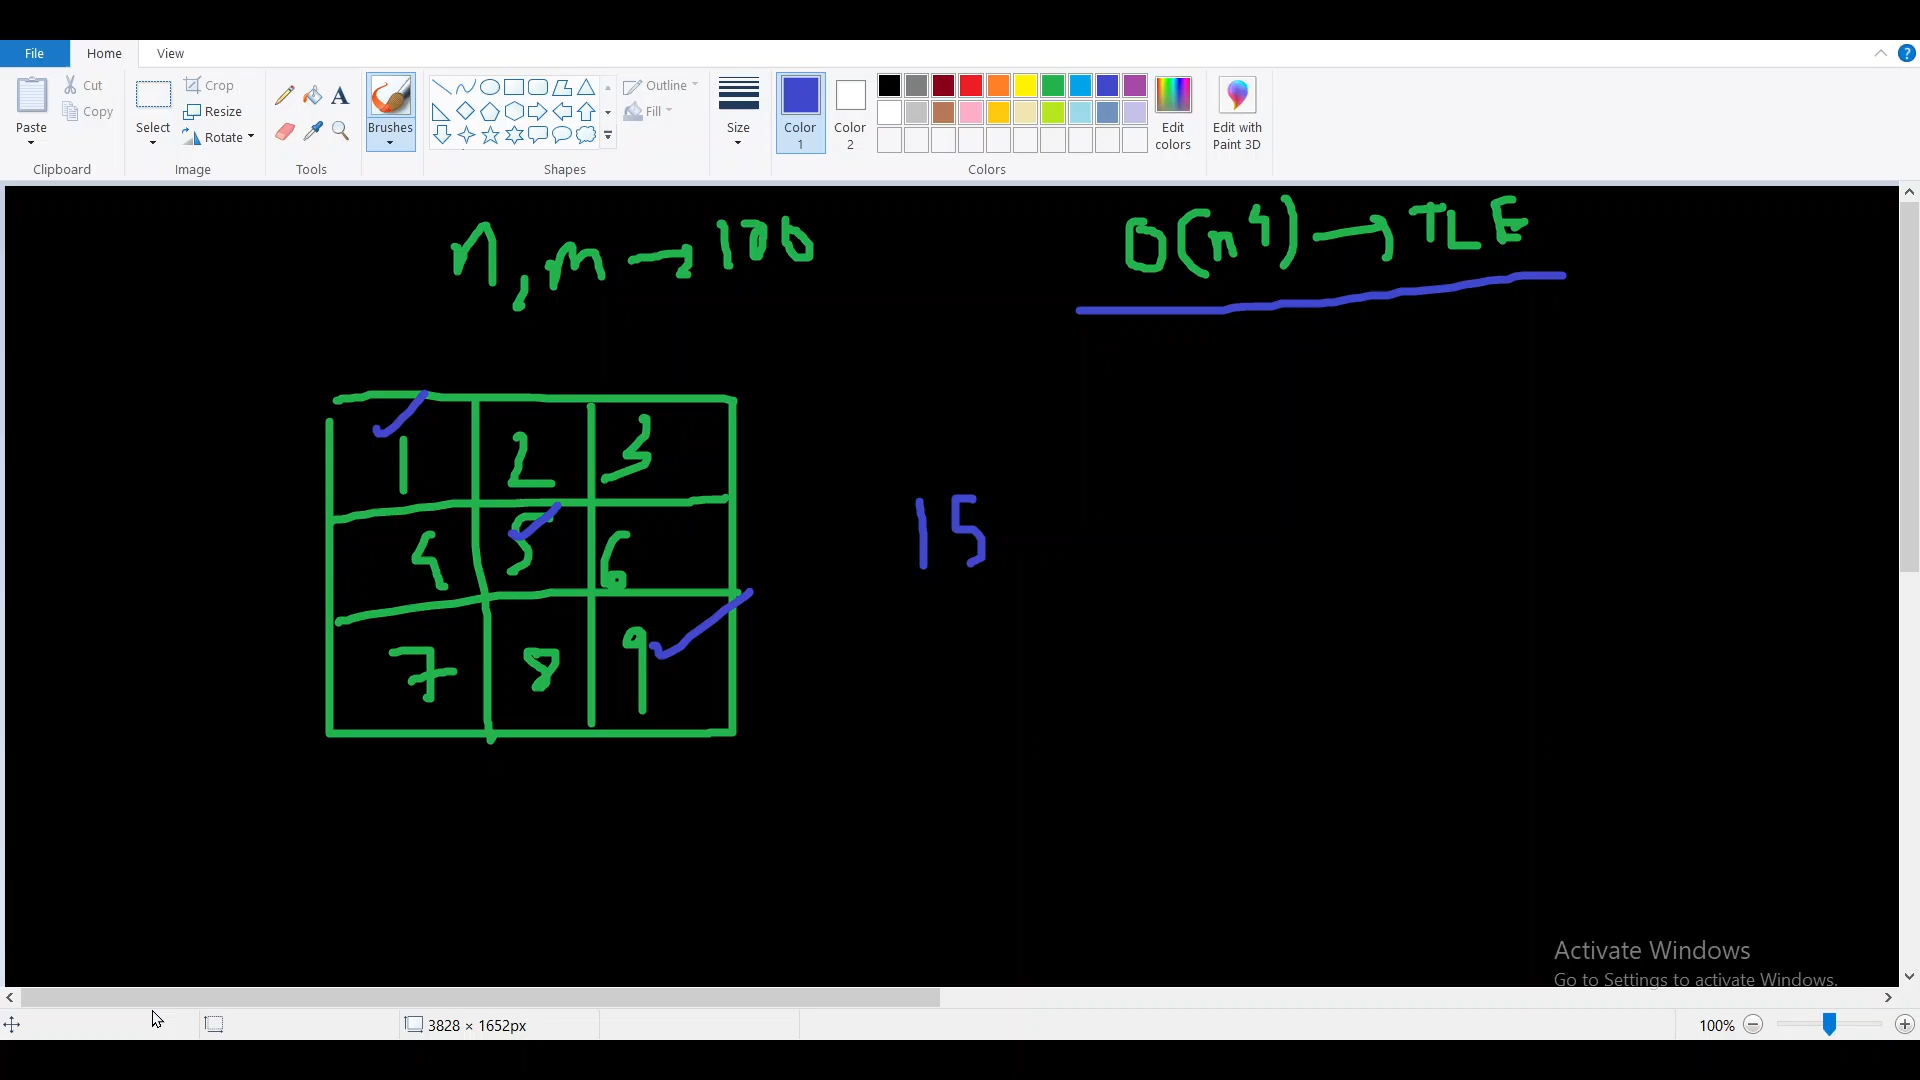 File Home View
Paste
Cut
Copy
Clipboard
Select
Crop
Resize
Rotate
Image
A
Tools
Brushes
Shapes
Outline
Fill
Size
Color 1
Color 2
Colors
Edit colors
Edit with Paint 3D
?
n,m→100
O(n^4)→TLE
1 2 3
4 5 6
7 8 9
15
Activate Windows
Go to Settings to activate Windows.
3828 × 1652px
100%